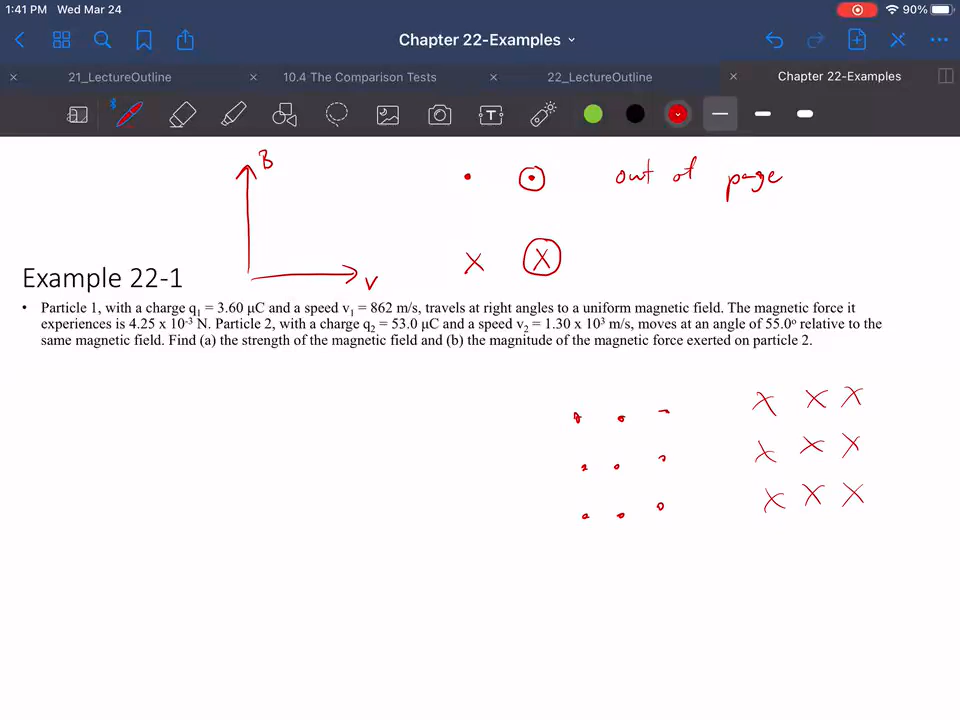 1:41 PM Wed Mar 24
90%
Chapter 22-Examples
21_LectureOutline
10.4 The Comparison Tests
22_LectureOutline
Chapter 22-Examples
T
B
out of page
X X
V
Example 22-1
• Particle 1, with a charge q₁ = 3.60 μC and a speed v₁ = 862 m/s, travels at right angles to a uniform magnetic field. The magnetic force it
experiences is 4.25 x 10⁻³ N. Particle 2, with a charge q₂ = 53.0 μC and a speed v₂ = 1.30 x 10³ m/s, moves at an angle of 55.0º relative to the
same magnetic field. Find (a) the strength of the magnetic field and (b) the magnitude of the magnetic force exerted on particle 2.
X X X
X X X
X X X